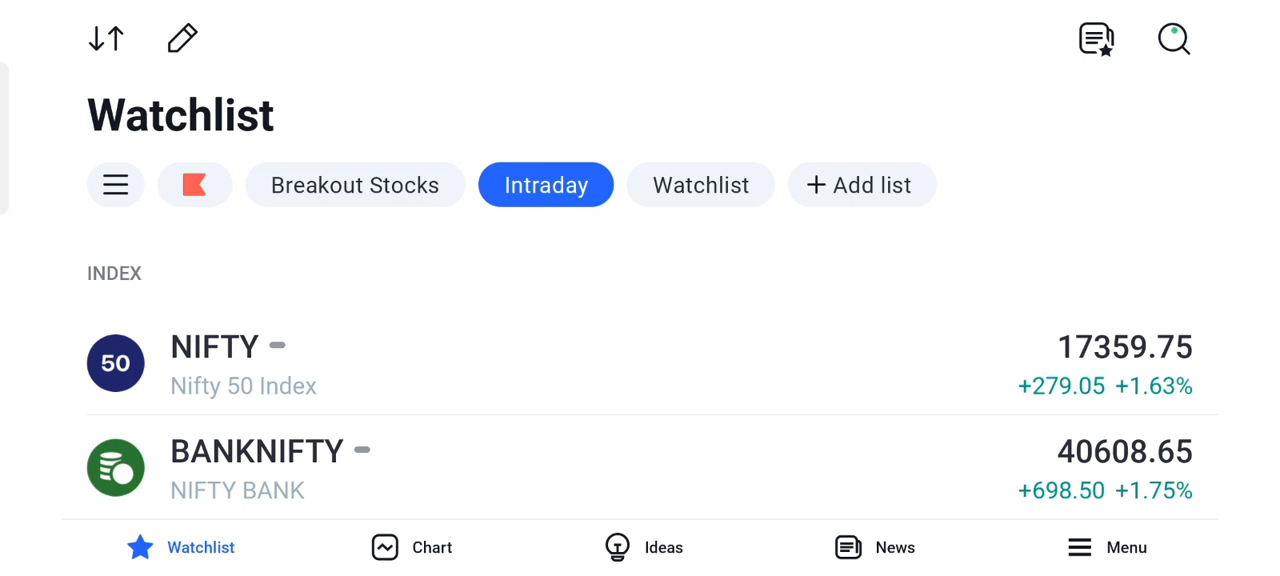 Watchlist
Breakout Stocks
Intraday
Watchlist
+ Add list
INDEX
50
NIFTY
17359.75
Nifty 50 Index
+279.05 +1.63%
BANKNIFTY
40608.65
NIFTY BANK
+698.50 +1.75%
Watchlist
Chart
Ideas
News
Menu